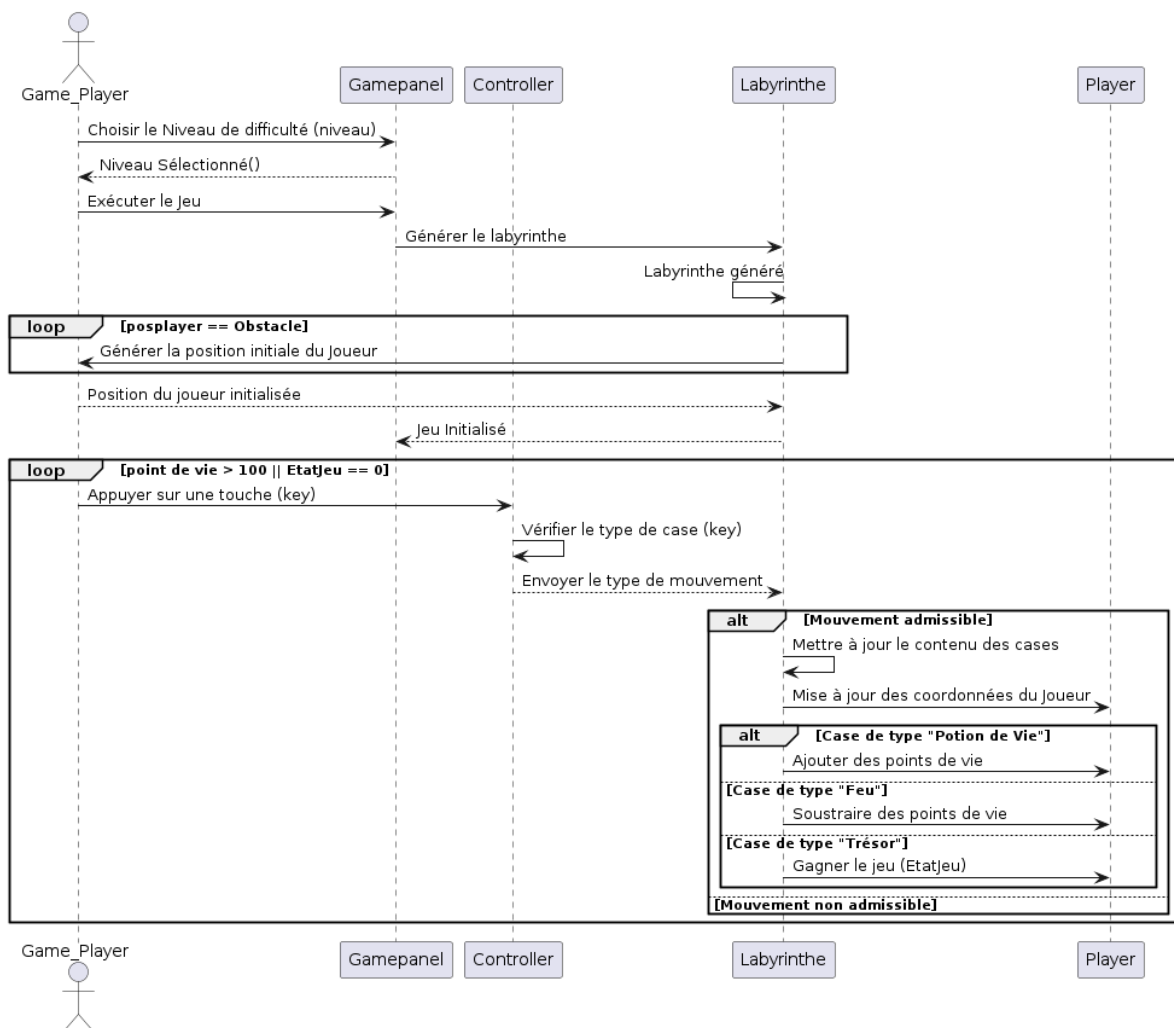 Game_Player
Gamepanel
Controller
Labyrinthe
Player
Choisir le Niveau de difficulté (niveau)
Niveau Sélectionné()
Exécuter le Jeu
Générer le labyrinthe
Labyrinthe généré
loop [posplayer == Obstacle]
Générer la position initiale du Joueur
Position du joueur initialisée
Jeu Initialisé
loop [point de vie > 100 || EtatJeu == 0]
Appuyer sur une touche (key)
Vérifier le type de case (key)
Envoyer le type de mouvement
alt [Mouvement admissible]
Mettre à jour le contenu des cases
Mise à jour des coordonnées du Joueur
alt [Case de type "Potion de Vie"]
Ajouter des points de vie
[Case de type "Feu"]
Soustraire des points de vie
[Case de type "Trésor"]
Gagner le jeu (EtatJeu)
[Mouvement non admissible]
Game_Player
Gamepanel
Controller
Labyrinthe
Player